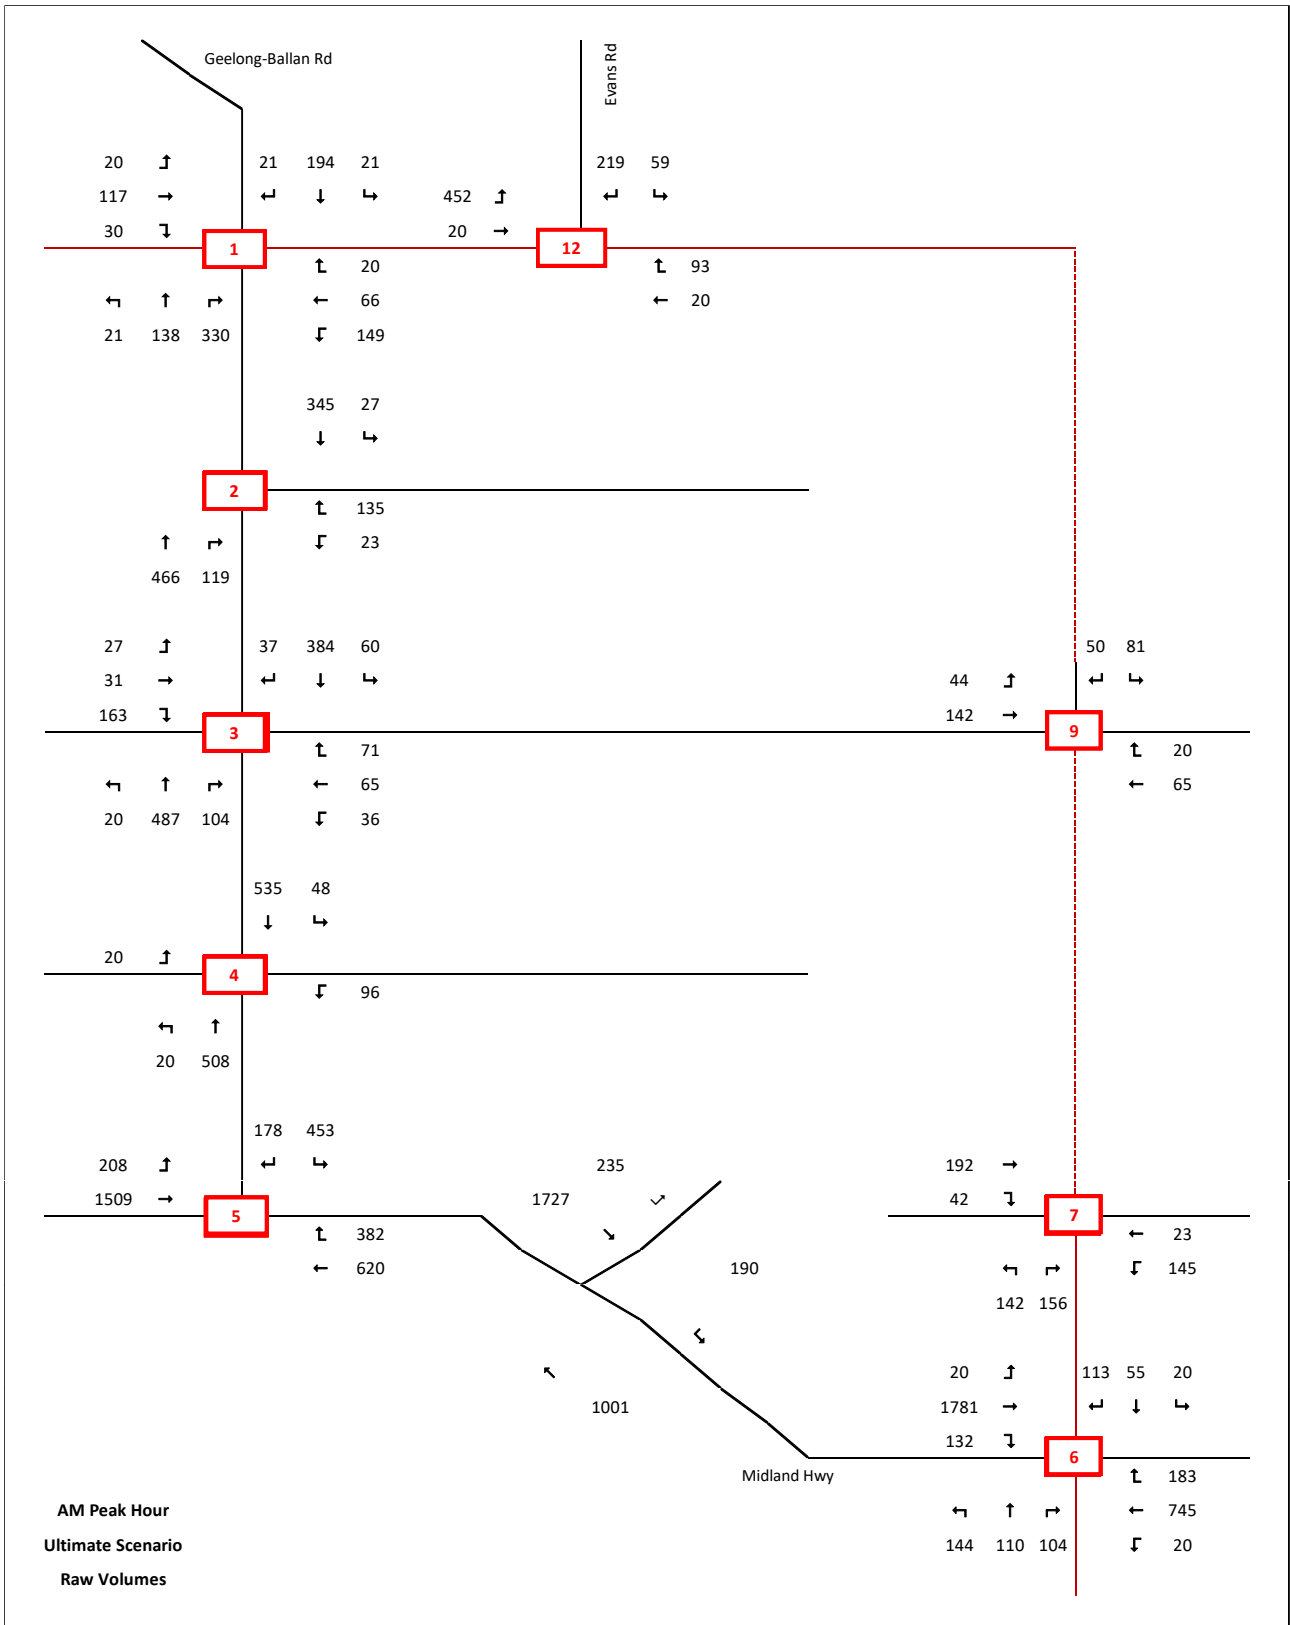 Geelong-Ballan Rd
Evans Rd
20 21 194 21 219 59
117 452
30 20
1 12
20 93
66 20
21 138 330 149
345 27
2
135
23
466 119
27 37 384 60 50 81
31 44
163 142
3 9
71 20
65 65
20 487 104 36
535 48
20
4
96
20 508
178 453
208 235 192
1509 1727 42
5 7
382 23
620 190 145
142 156
20 113 55 20
1001 1781
132
6
Midland Hwy 183
AM Peak Hour 745
Ultimate Scenario 144 110 104 20
Raw Volumes